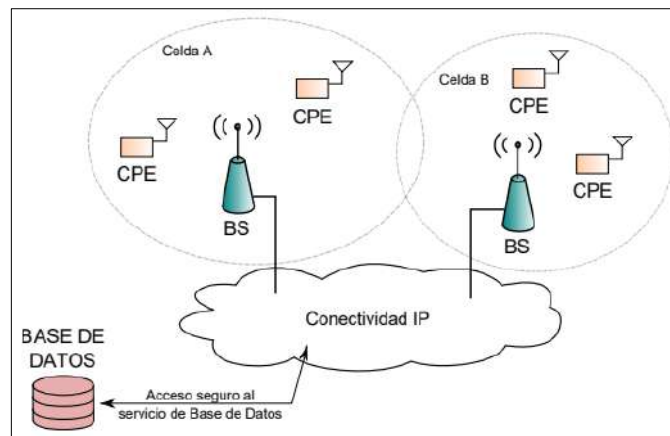 Celda A
CPE
CPE
BS
Celda B
CPE
CPE
BS
Conectividad IP
BASE DE
DATOS
Acceso seguro al
servicio de Base de Datos